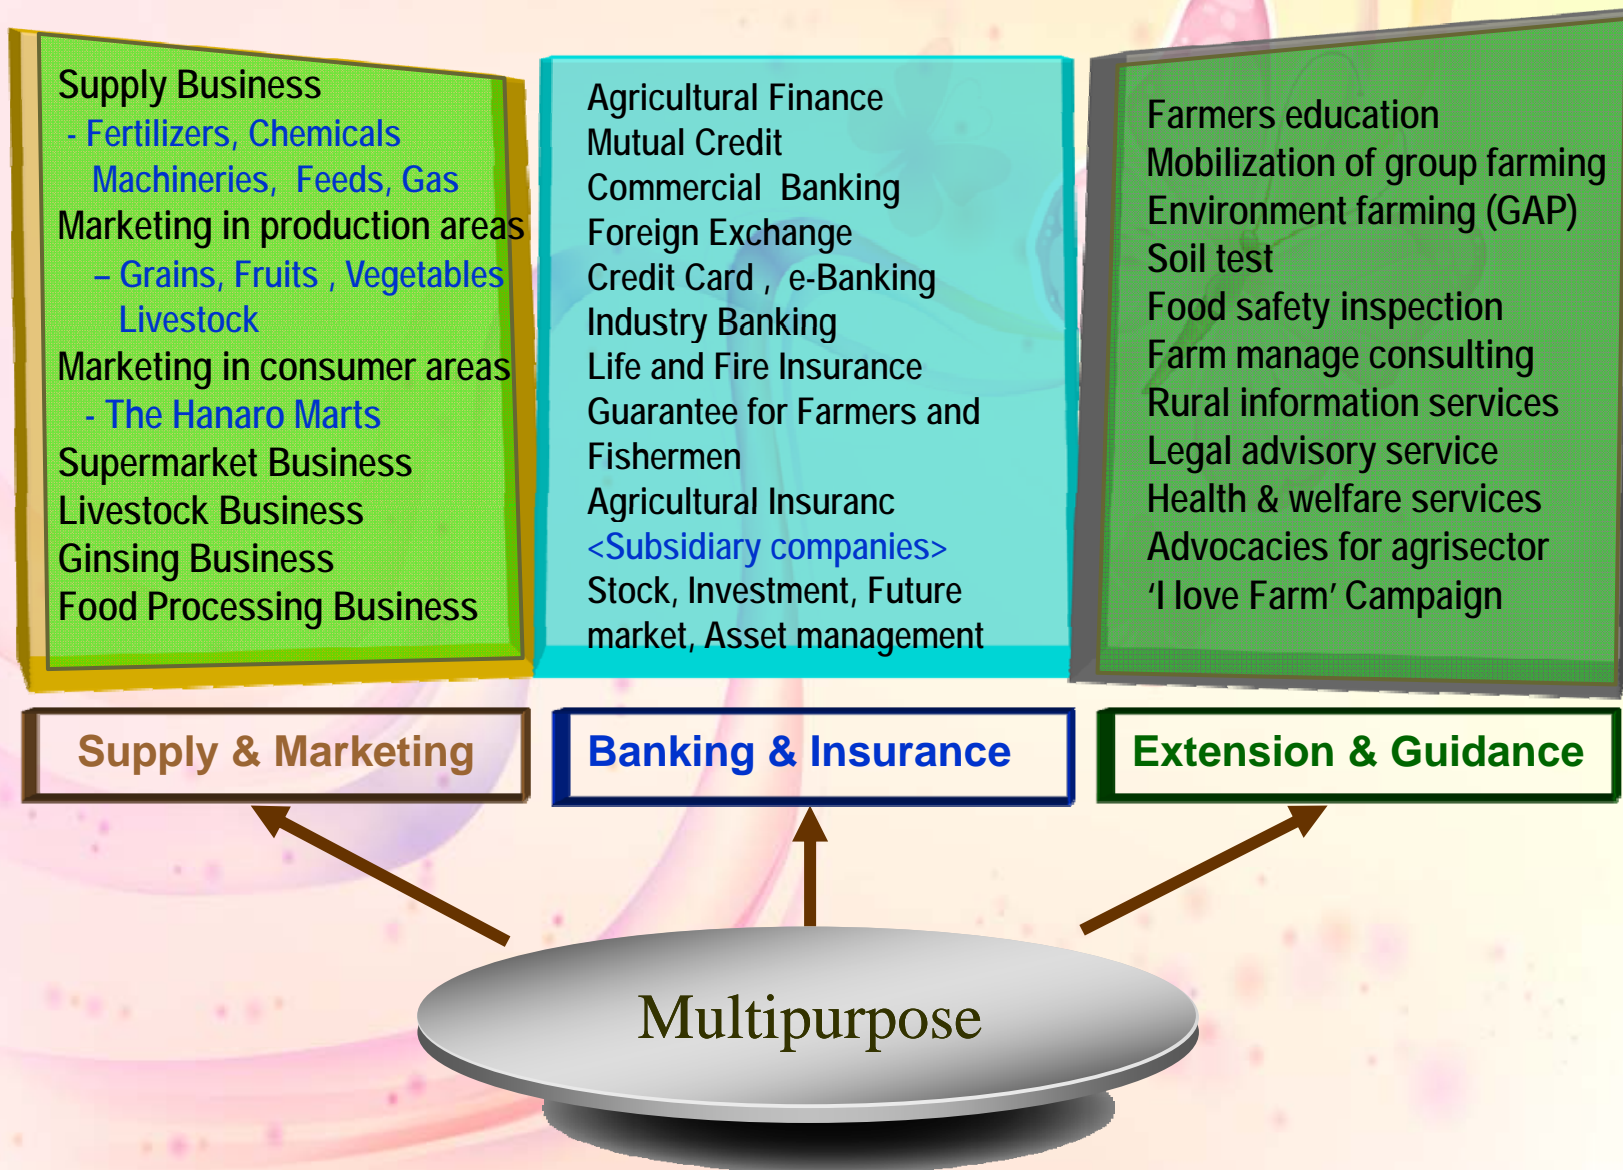 Supply Business
- Fertilizers, Chemicals
Machineries, Feeds, Gas
Marketing in production areas
– Grains, Fruits , Vegetables
Livestock
Marketing in consumer areas
- The Hanaro Marts
Supermarket Business
Livestock Business
Ginsing Business
Food Processing Business
Agricultural Finance
Mutual Credit
Commercial Banking
Foreign Exchange
Credit Card , e-Banking
Industry Banking
Life and Fire Insurance
Guarantee for Farmers and
Fishermen
Agricultural Insuranc
<Subsidiary companies>
Stock, Investment, Future
market, Asset management
Farmers education
Mobilization of group farming
Environment farming (GAP)
Soil test
Food safety inspection
Farm manage consulting
Rural information services
Legal advisory service
Health & welfare services
Advocacies for agrisector
‘I love Farm’ Campaign
Supply & Marketing
Banking & Insurance
Extension & Guidance
Multipurpose